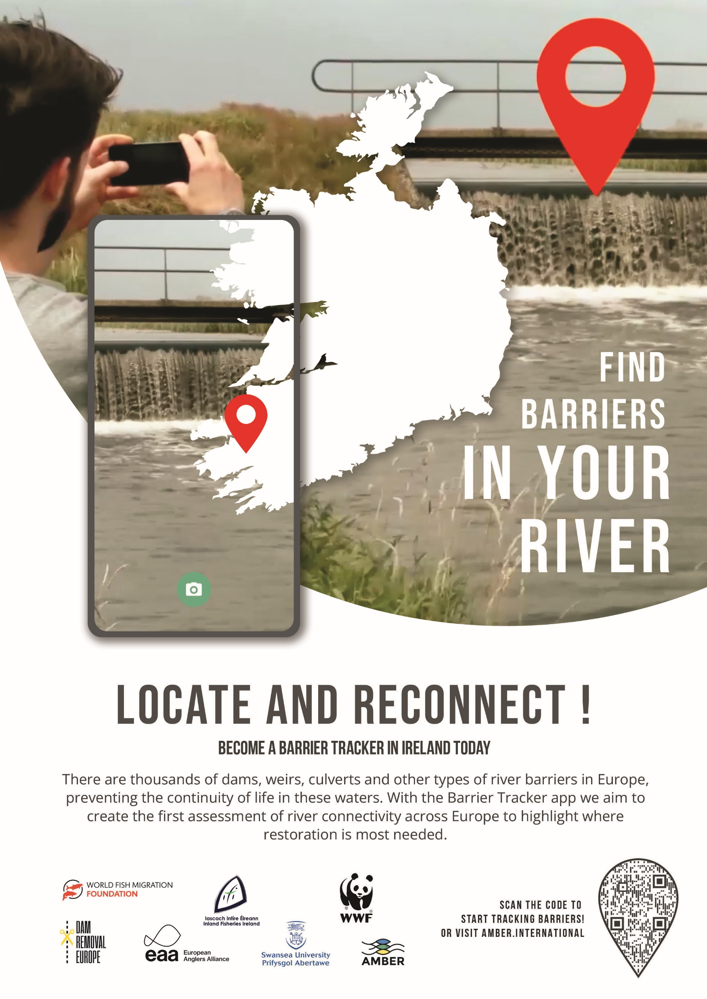 FIND
BARRIERS
IN YOUR
RIVER
LOCATE AND RECONNECT !
BECOME A BARRIER TRACKER IN IRELAND TODAY
There are thousands of dams, weirs, culverts and other types of river barriers in Europe,
preventing the continuity of life in these waters. With the Barrier Tracker app we aim to
create the first assessment of river connectivity across Europe to highlight where
restoration is most needed.
WORLD FISH MIGRATION
FOUNDATION
Iascach Intíre Éireann
Inland Fisheries Ireland
©
®
WWF
SCAN THE CODE TO
START TRACKING BARRIERS!
OR VISIT AMBER.INTERNATIONAL
DAM
REMOVAL
EUROPE
eaa
European
Anglers Alliance
Swansea University
Prifysgol Abertawe
AMBER